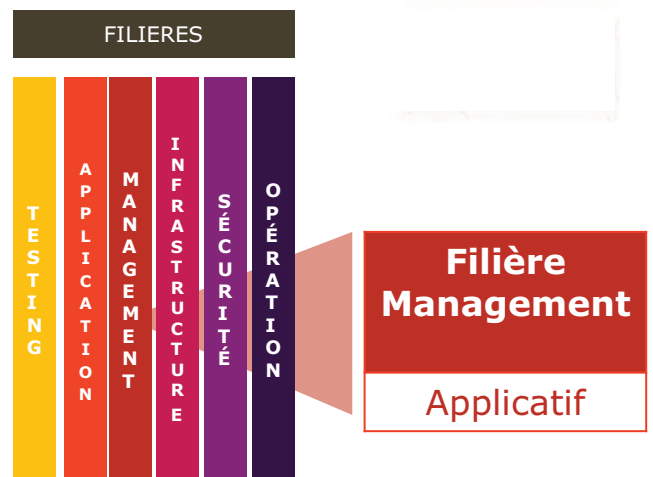 FILIERES
TESTING
APPLICATION
MANAGEMENT
INFRASTRUCTURE
SÉCURITÉ
OPÉRATION
Filière
Management
Applicatif